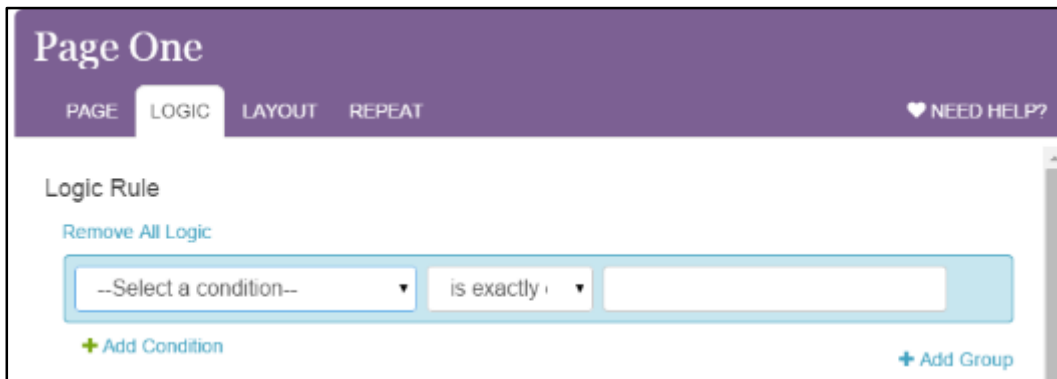 Page One
PAGE LOGIC LAYOUT REPEAT NEED HELP?
Logic Rule
Remove All Logic
--Select a condition-- is exactly
Add Condition
Add Group